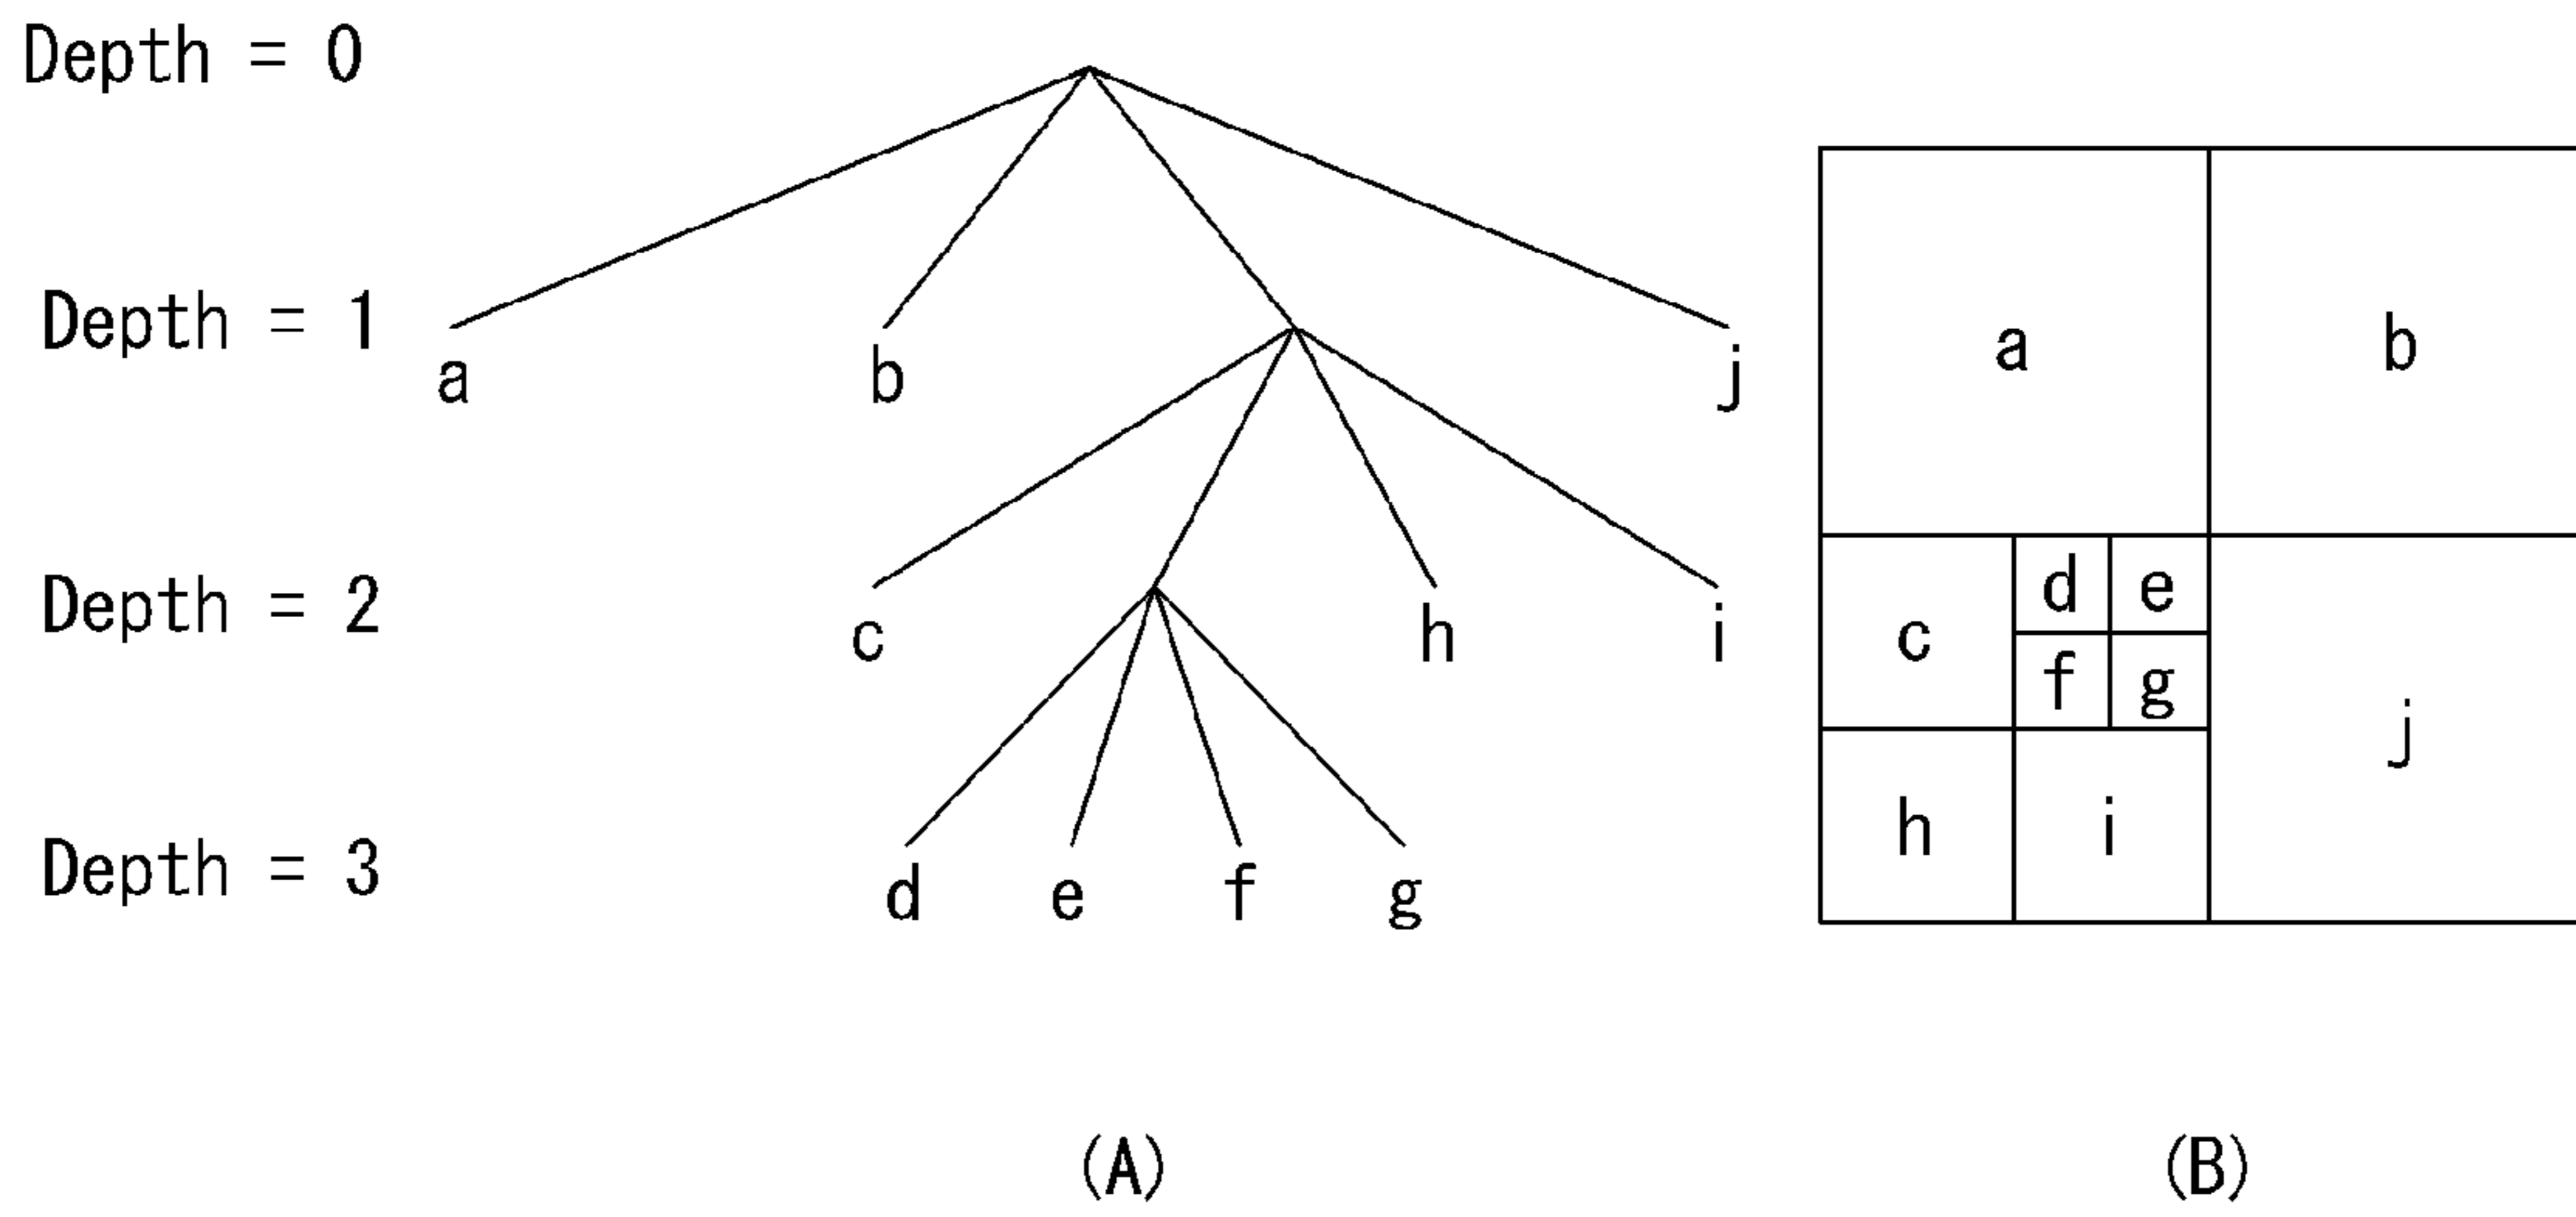 Depth = 0
Depth = 1
a
b
j
Depth = 2
c
h
i
Depth = 3
d
e
f
g
(A)
a
b
c
d
e
f
g
h
i
j
(B)